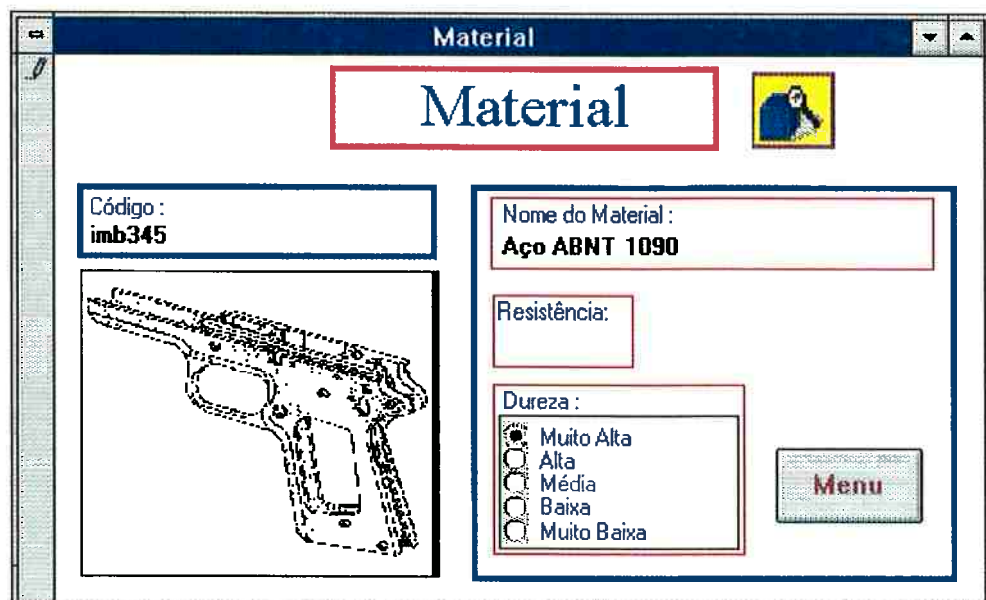 Material
Material
Código :
imb345
Nome do Material :
Aço ABNT 1090
Resistência:
Dureza :
Muito Alta
Alta
Média
Baixa
Muito Baixa
Menu